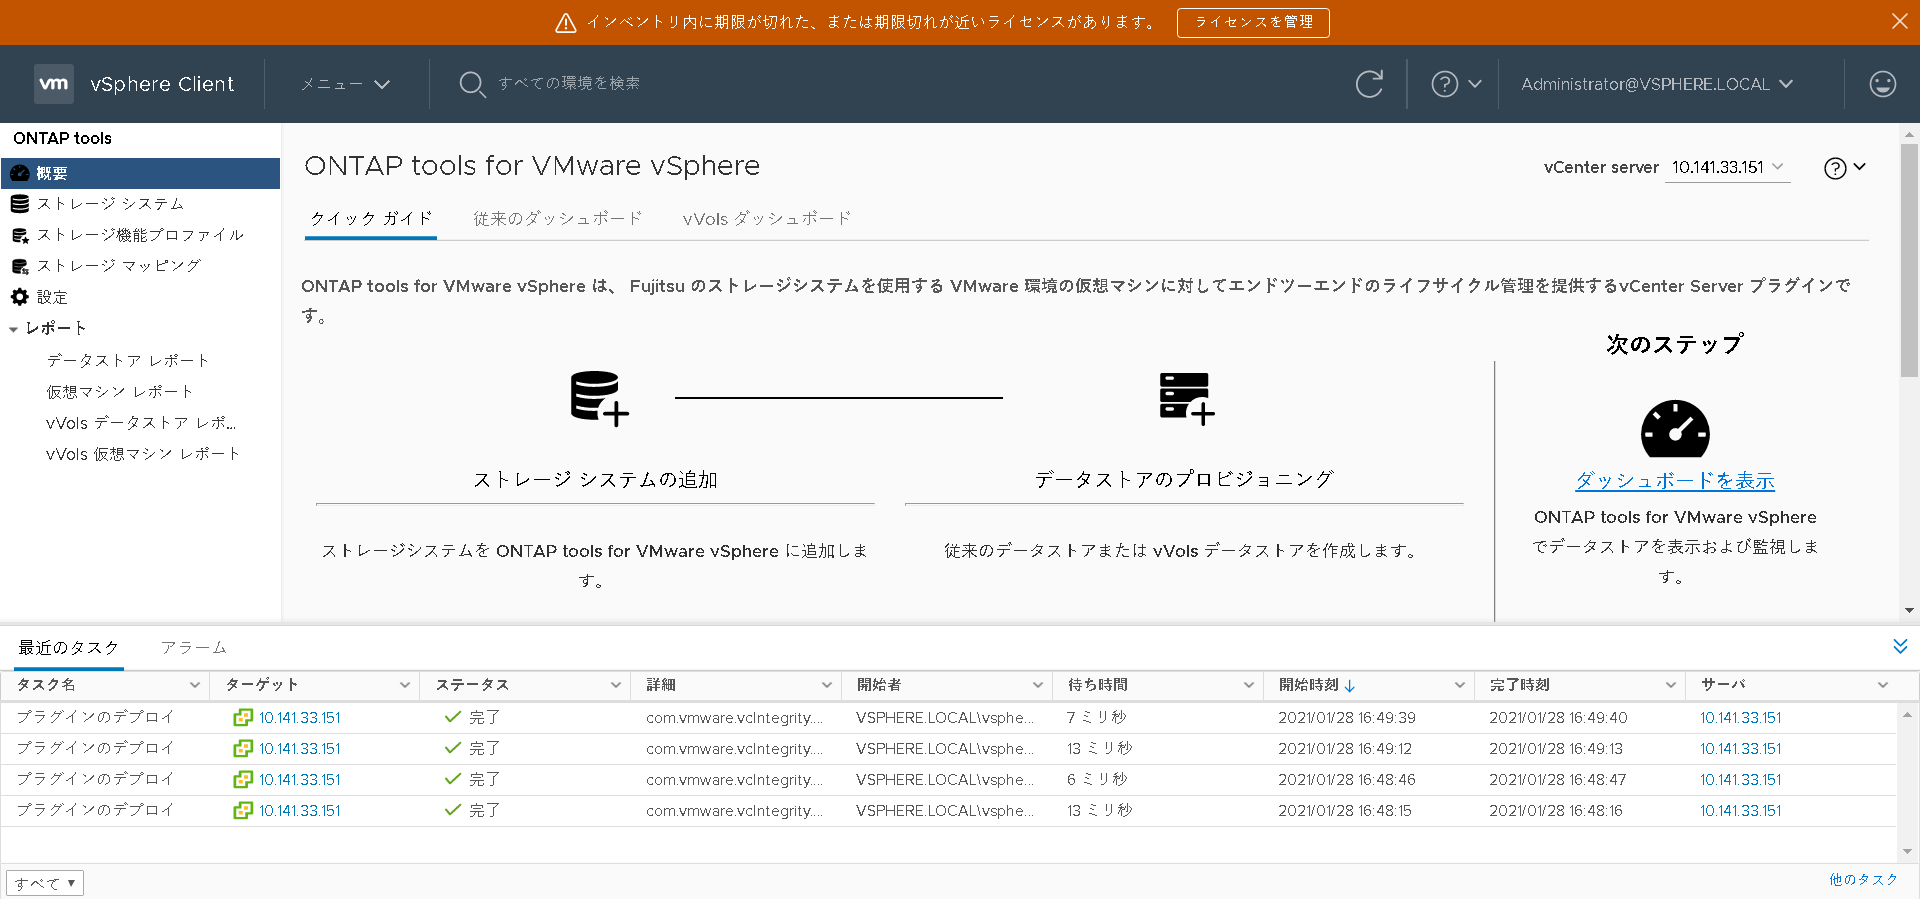 インベントリ内に期限が切れた、または期限切れが近いライセンスがあります。 ライセンスを管理
vm vSphere Client メニュー すべての環境を検索 Administrator@VSPHERE.LOCAL
ONTAP tools
概要
ストレージ システム
ストレージ機能プロファイル
ストレージ マッピング
設定
レポート
データストア レポート
仮想マシン レポート
vVols データストア レポ...
vVols 仮想マシン レポート
ONTAP tools for VMware vSphere
vCenter server 10.141.33.151
クイック ガイド 従来のダッシュボード vVols ダッシュボード
ONTAP tools for VMware vSphere は、 Fujitsu のストレージシステムを使用する VMware 環境の仮想マシンに対してエンドツーエンドのライフサイクル管理を提供するvCenter Server プラグインで
す。
ストレージ システムの追加
ストレージシステムを ONTAP tools for VMware vSphere に追加しま
す。
データストアのプロビジョニング
従来のデータストアまたは vVols データストアを作成します。
次のステップ
ダッシュボードを表示
ONTAP tools for VMware vSphere
でデータストアを表示および監視しま
す。
最近のタスク アラーム
タスク名 ターゲット ステータス 詳細 開始者 待ち時間 開始時刻 完了時刻 サーバ
プラグインのデプロイ 10.141.33.151 完了 com.vmware.vcIntegrity.... VSPHERE.LOCAL\vsphe... 7 ミリ秒 2021/01/28 16:49:39 2021/01/28 16:49:40 10.141.33.151
プラグインのデプロイ 10.141.33.151 完了 com.vmware.vcIntegrity.... VSPHERE.LOCAL\vsphe... 13 ミリ秒 2021/01/28 16:49:12 2021/01/28 16:49:13 10.141.33.151
プラグインのデプロイ 10.141.33.151 完了 com.vmware.vcIntegrity.... VSPHERE.LOCAL\vsphe... 6 ミリ秒 2021/01/28 16:48:46 2021/01/28 16:48:47 10.141.33.151
プラグインのデプロイ 10.141.33.151 完了 com.vmware.vcIntegrity.... VSPHERE.LOCAL\vsphe... 13 ミリ秒 2021/01/28 16:48:15 2021/01/28 16:48:16 10.141.33.151
すべて 他のタスク